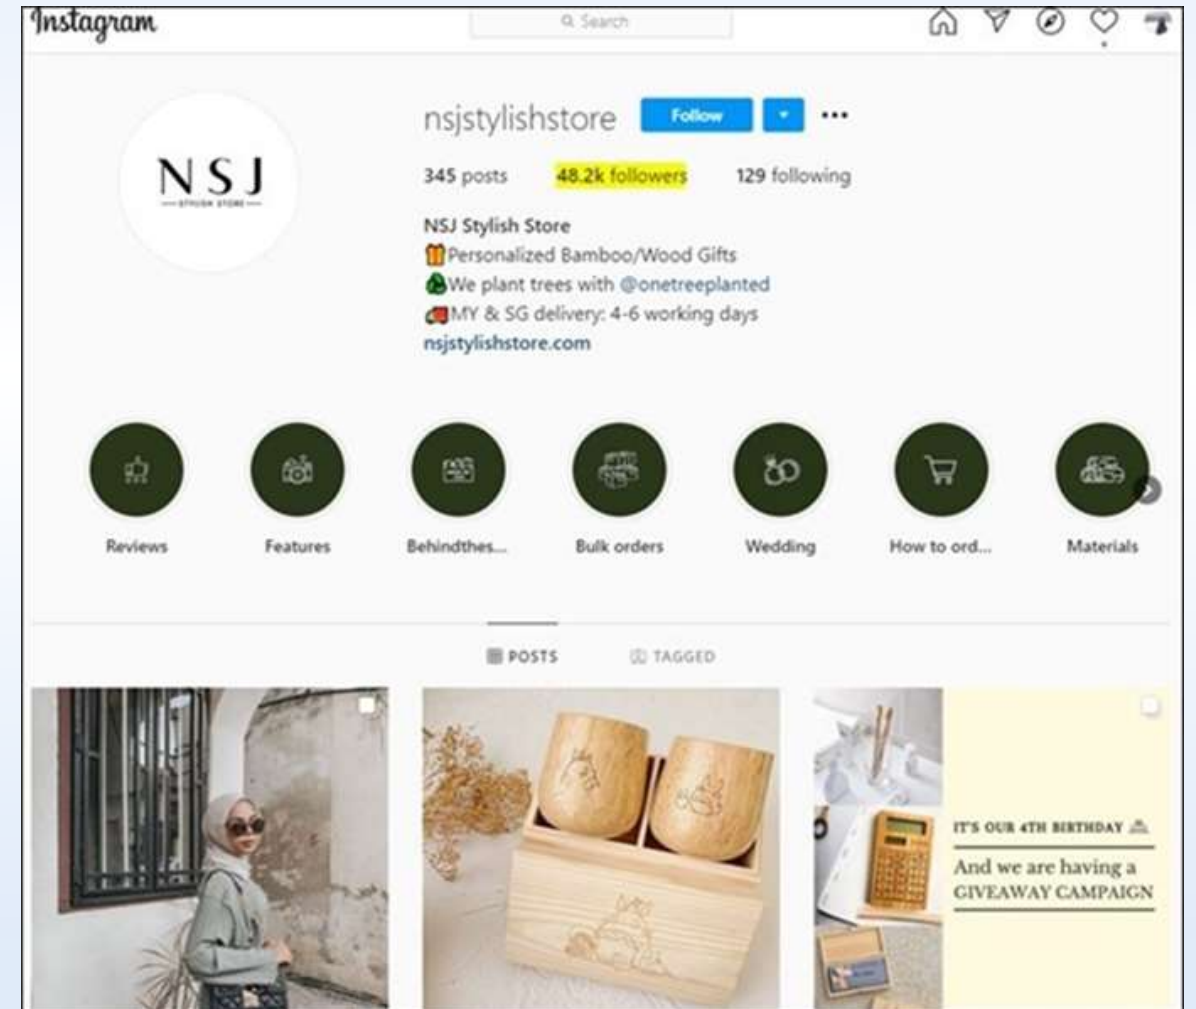 Instagram
Search
nsjstylishstore
Follow
345 posts 48.2k followers 129 following
NSJ
STYLISH STORE
NSJ Stylish Store
Personalized Bamboo/Wood Gifts
We plant trees with @onetreeplanted
MY & SG delivery: 4-6 working days
nsjstylishstore.com
Reviews Features Behindthes... Bulk orders Wedding How to ord... Materials
POSTS TAGGED
IT'S OUR 4TH BIRTHDAY
And we are having a
GIVEAWAY CAMPAIGN